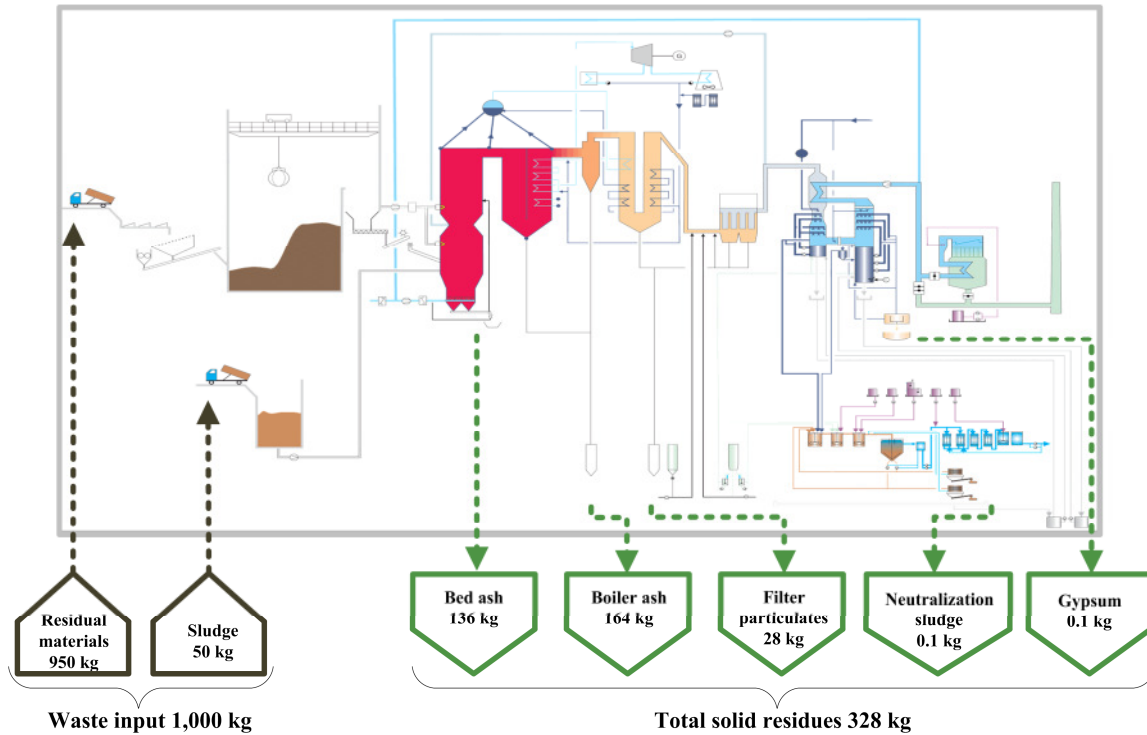 G
Residual
materials
950 kg
Sludge
50 kg
Bed ash
136 kg
Boiler ash
164 kg
Filter
particulates
28 kg
Neutralization
sludge
0.1 kg
Gypsum
0.1 kg
Waste input 1,000 kg
Total solid residues 328 kg